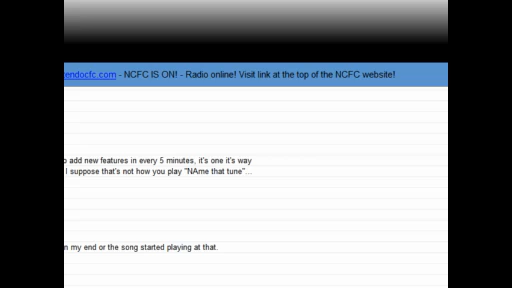 tendocfc.com - NCFC IS ON! - Radio online! Visit link at the top of the NCFC website!
o add new features in every 5 minutes, it's one it's way
I suppose that's not how you play "NAme that tune"...
n my end or the song started playing at that.